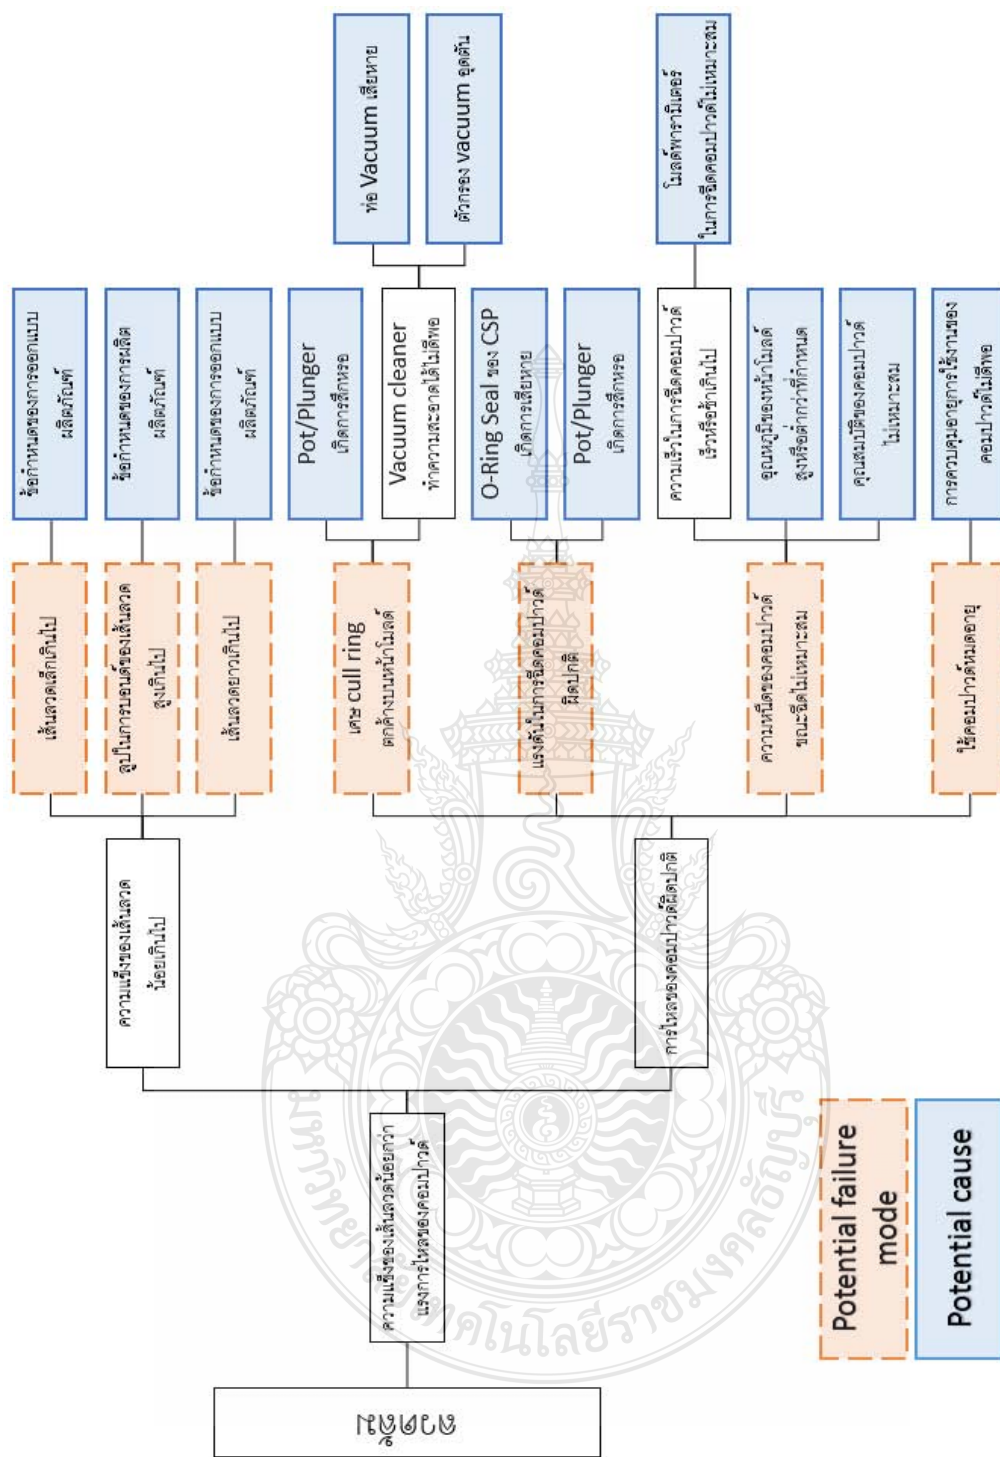 ลวดล้ม
ความแข็งของเส้นลวดน้อยกว่า
แรงการไหลของคอมปาวด์
ความแข็งของเส้นลวด
น้อยเกินไป
เส้นลวดเล็กเกินไป
ข้อกำหนดของการออกแบบ
ผลิตภัณฑ์
ลูปในการบอนด์ของเส้นลวด
สูงเกินไป
ข้อกำหนดของการผลิต
ผลิตภัณฑ์
เส้นลวดยาวเกินไป
ข้อกำหนดของการออกแบบ
ผลิตภัณฑ์
การไหลของคอมปาวด์ผิดปกติ
เศษ cull ring
ตกค้างบนหน้าโมลด์
Pot/Plunger
เกิดการสึกหรอ
Vacuum cleaner
ทำความสะอาดได้ไม่ดีพอ
ท่อ Vacuum เสียหาย
ตัวกรอง vacuum อุดตัน
แรงดันในการฉีดคอมปาวด์
ผิดปกติ
O-Ring Seal ของ CSP
เกิดการเสียหาย
Pot/Plunger
เกิดการสึกหรอ
ความหนืดของคอมปาวด์
ขณะฉีดไม่เหมาะสม
ความเร็วในการฉีดคอมปาวด์
เร็วหรือช้าเกินไป
โมลด์พารามิเตอร์
ในการฉีดคอมปาวด์ไม่เหมาะสม
อุณหภูมิของหน้าโมลด์
สูงหรือต่ำกว่าที่กำหนด
คุณสมบัติของคอมปาวด์
ไม่เหมาะสม
ใช้คอมปาวด์หมดอายุ
การควบคุมอายุการใช้งานของ
คอมปาวด์ไม่ดีพอ
Potential failure
mode
Potential cause
มหาวิทยาลัยเทคโนโลยีราชมงคลธัญบุรี